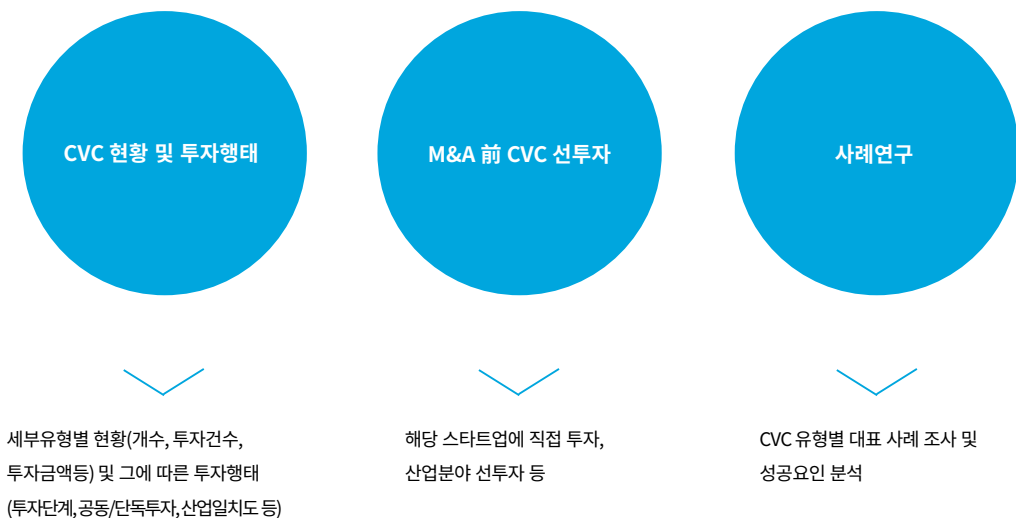 CVC 현황 및 투자행태
세부유형별 현황(개수, 투자건수,
투자금액등) 및 그에 따른 투자행태
(투자단계, 공동/단독투자, 산업일치도 등)
M&A 前 CVC 선투자
해당 스타트업에 직접 투자,
산업분야 선투자 등
사례연구
CVC 유형별 대표 사례 조사 및
성공요인 분석